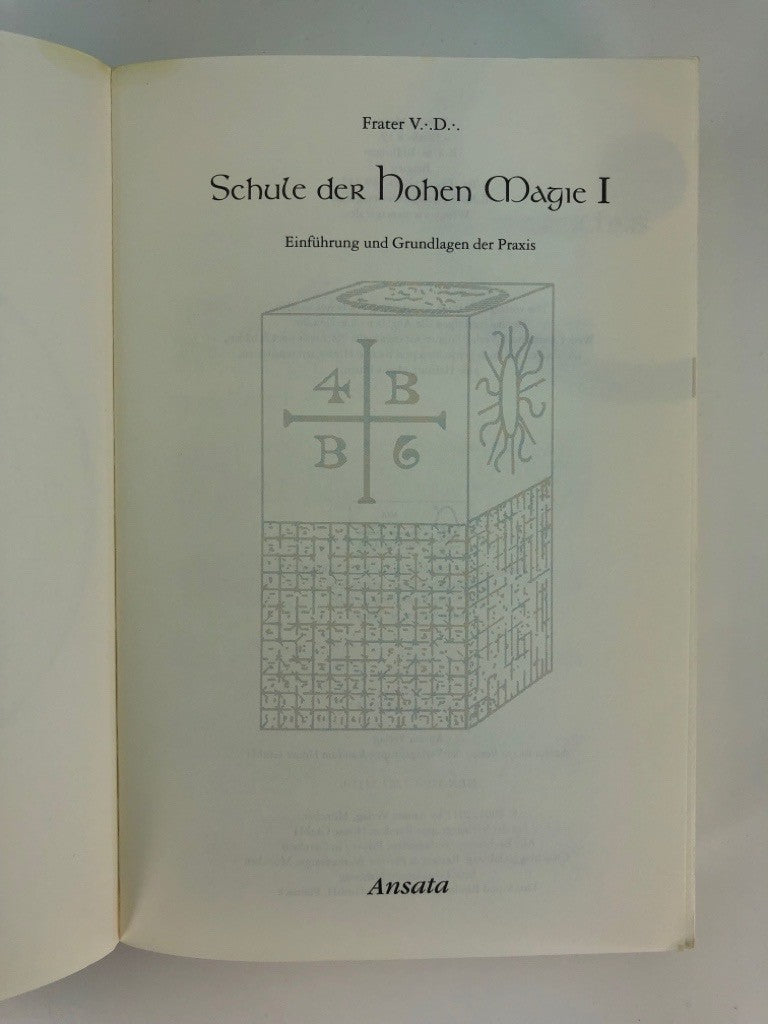 Frater V.∴D.∴.
Schule der Hohen Magie I
Einführung und Grundlagen der Praxis
4 B
B 6
Ansata